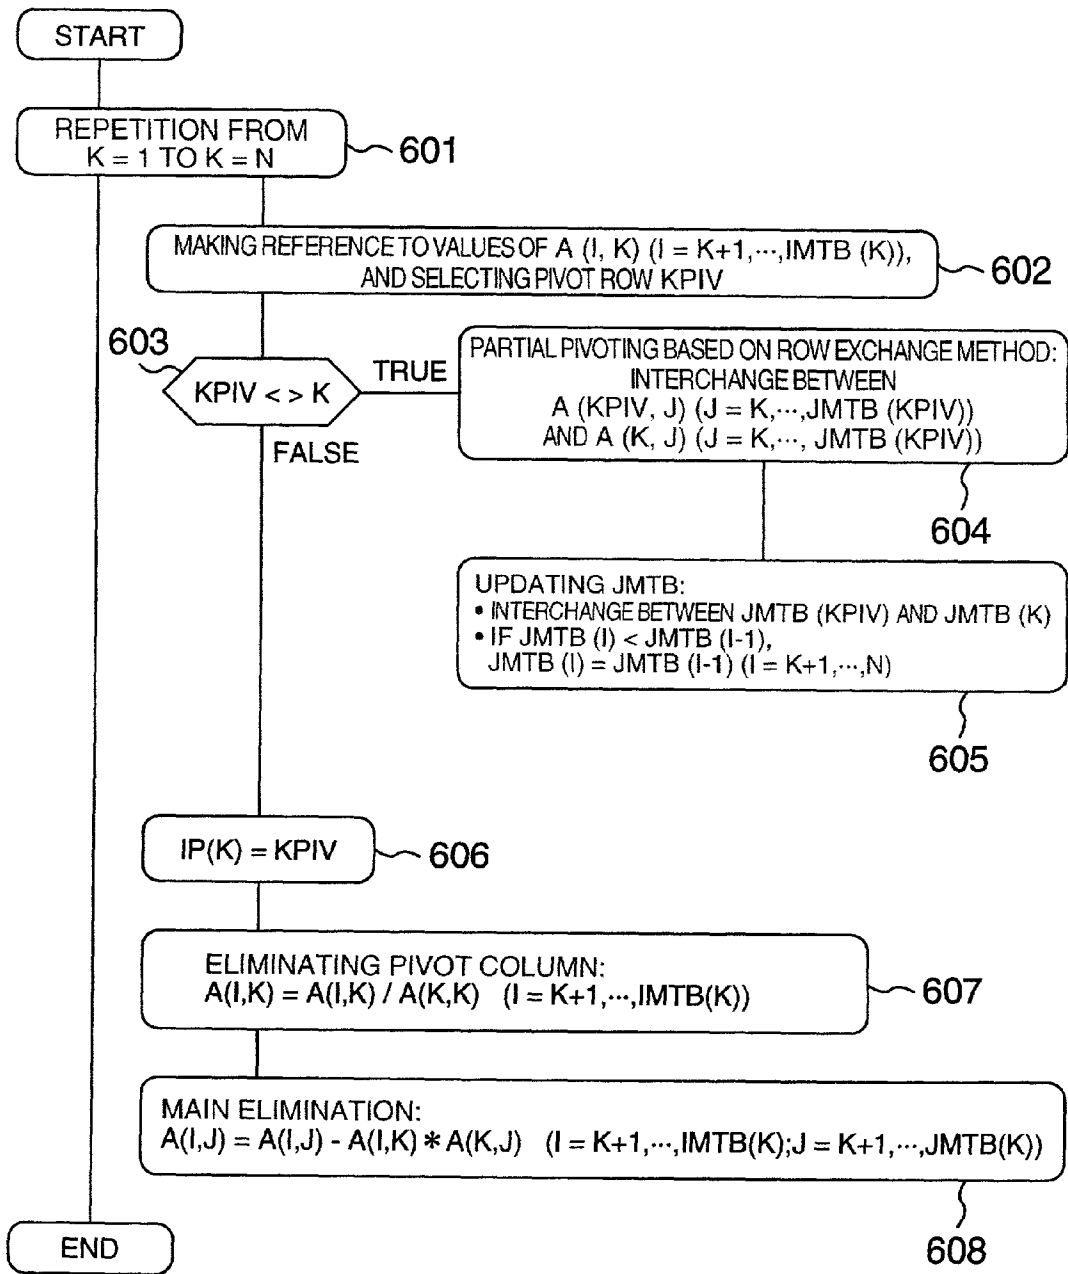 START
REPETITION FROM
K = 1 TO K = N
601
MAKING REFERENCE TO VALUES OF A (I, K) (I = K+1,···,IMTB (K)),
AND SELECTING PIVOT ROW KPIV
602
603
KPIV < > K
TRUE
FALSE
PARTIAL PIVOTING BASED ON ROW EXCHANGE METHOD:
INTERCHANGE BETWEEN
A (KPIV, J) (J = K,···,JMTB (KPIV))
AND A (K, J) (J = K,···, JMTB (KPIV))
604
UPDATING JMTB:
• INTERCHANGE BETWEEN JMTB (KPIV) AND JMTB (K)
• IF JMTB (I) < JMTB (I-1),
JMTB (I) = JMTB (I-1) (I = K+1,···,N)
605
IP(K) = KPIV
606
ELIMINATING PIVOT COLUMN:
A(I,K) = A(I,K) / A(K,K) (I = K+1,···,IMTB(K))
607
MAIN ELIMINATION:
A(I,J) = A(I,J) - A(I,K) * A(K,J) (I = K+1,···,IMTB(K);J = K+1,···,JMTB(K))
608
END